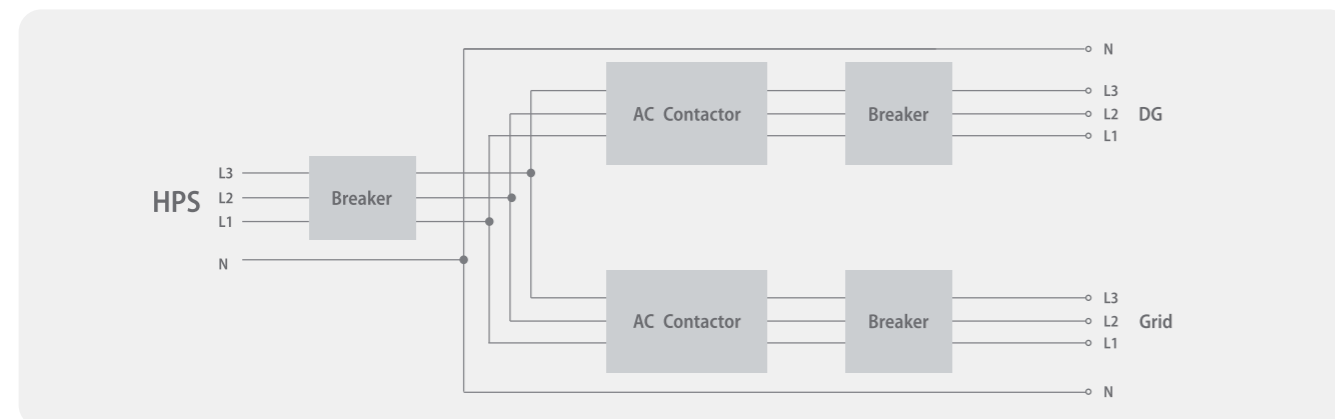 N
L3
AC Contactor
Breaker
L2
DG
L1
L3
HPS
L2
Breaker
L1
N
L3
AC Contactor
Breaker
L2
Grid
L1
N